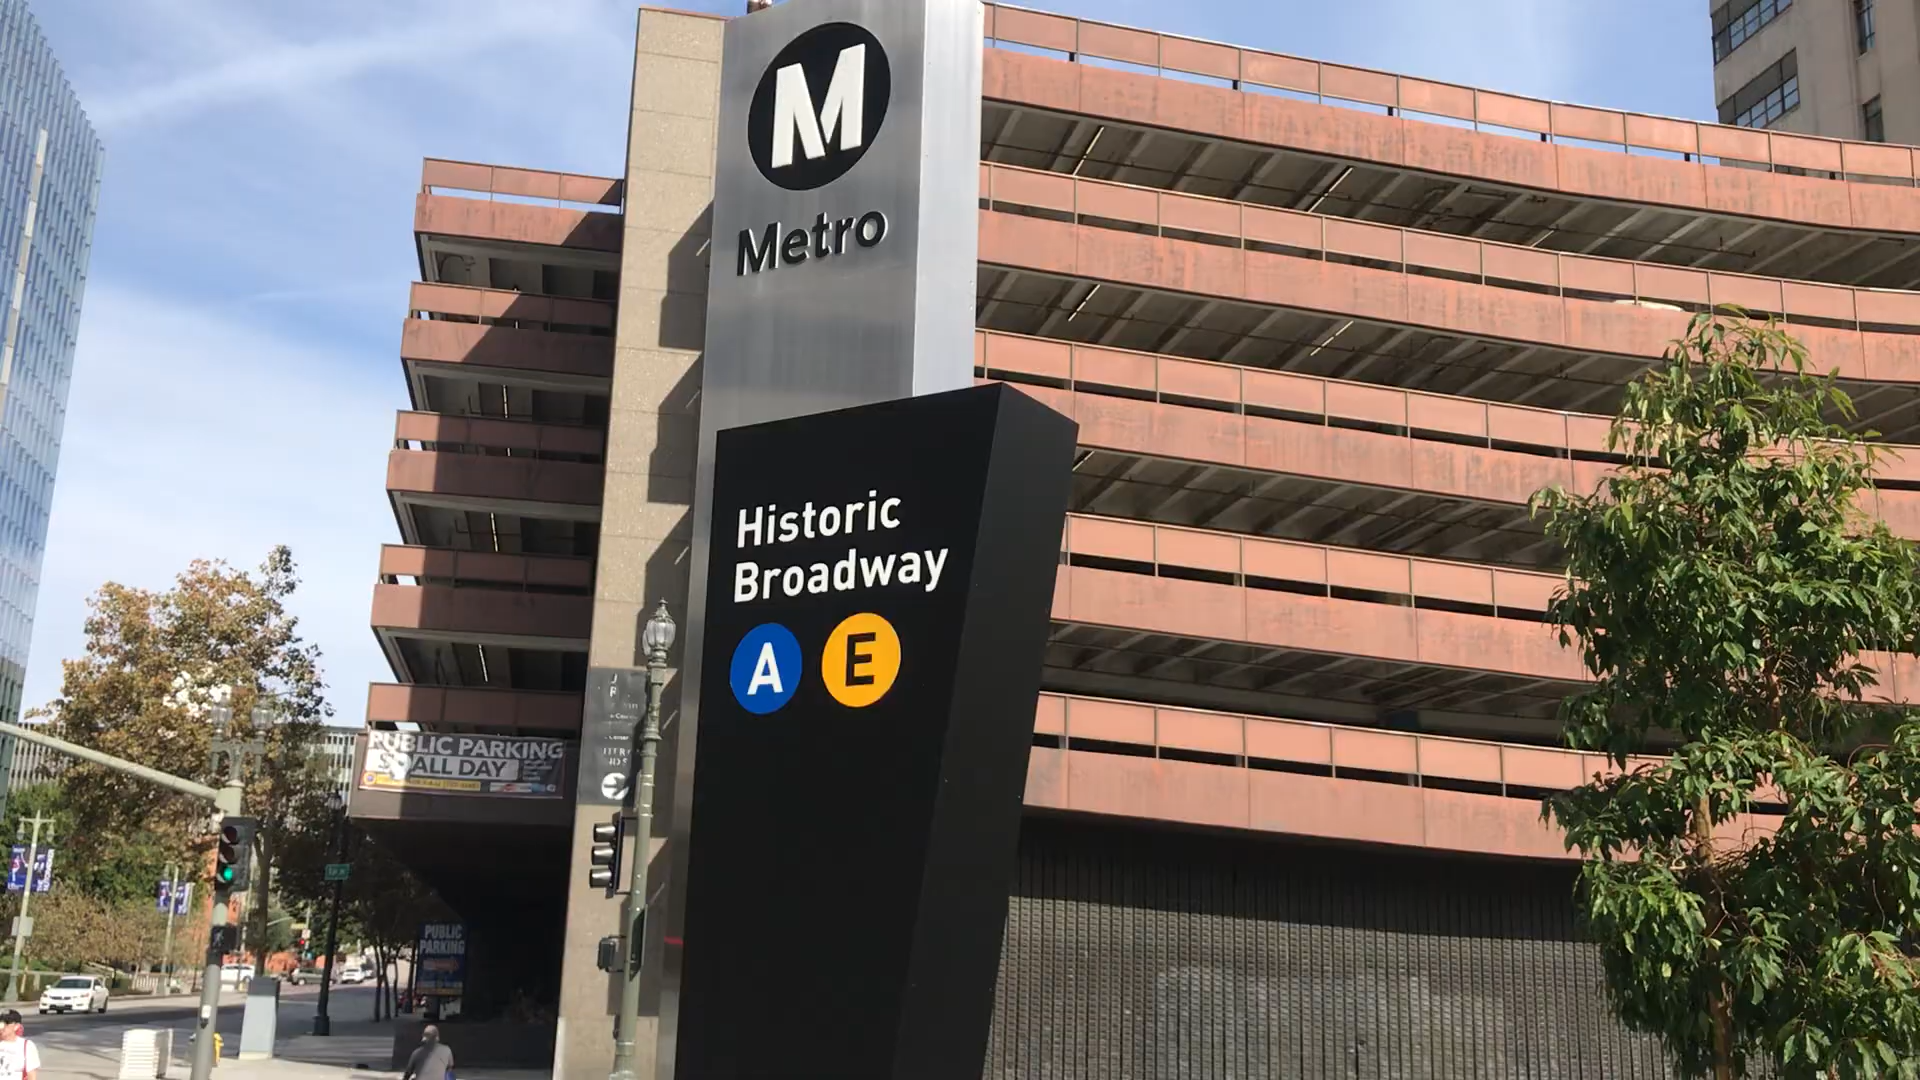 M
Metro
Historic
Broadway
A E
PUBLIC PARKING
ALL DAY
PUBLIC
PARKING